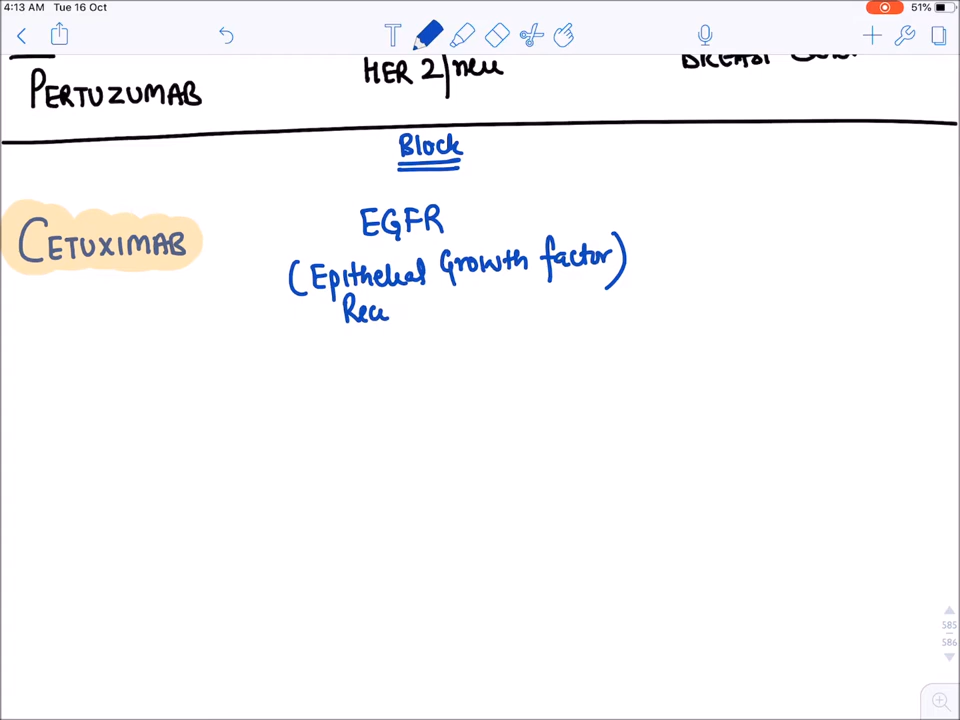 4:13 AM Tue 16 Oct 51%
T
HER 2/neu
PERTUZUMAB
Block
EGFR
CETUXIMAB
(Epithelial Growth factor)
Rece
585
586